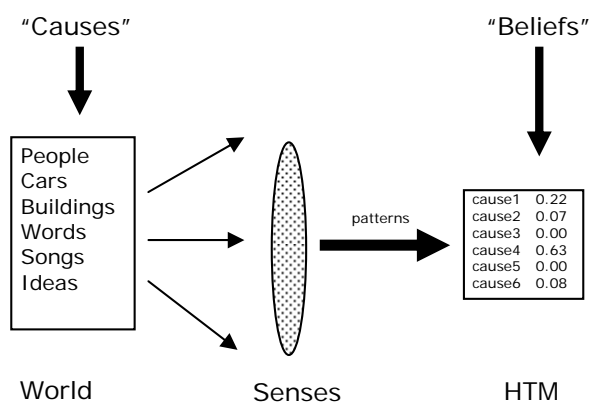 "Causes"
"Beliefs"
People
Cars
Buildings
Words
Songs
Ideas
patterns
cause1 0.22
cause2 0.07
cause3 0.00
cause4 0.63
cause5 0.00
cause6 0.08
World
Senses
HTM